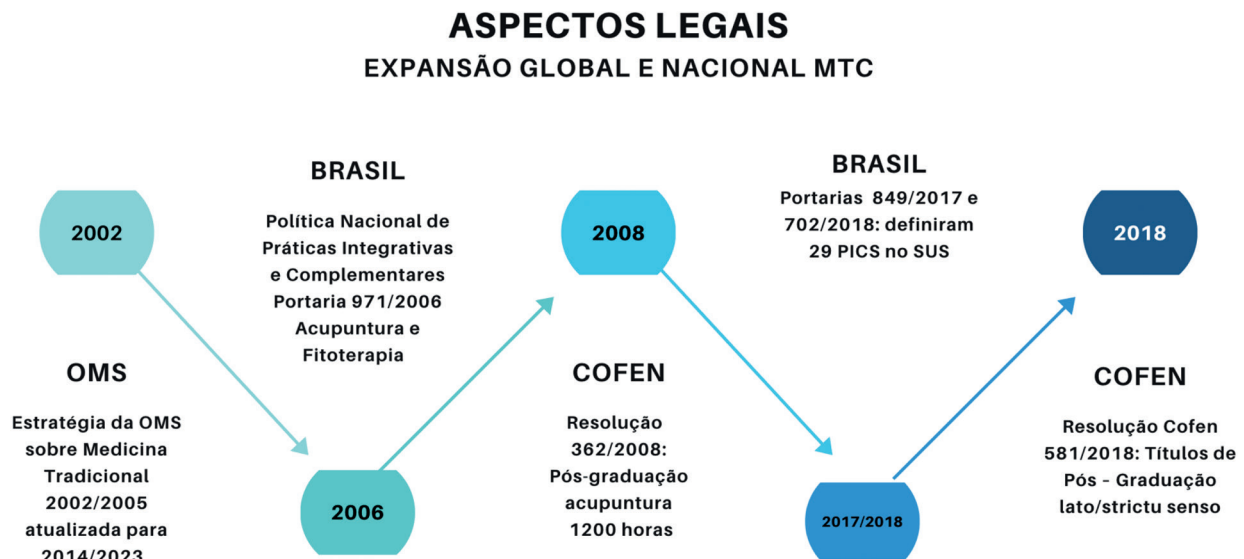 ASPECTOS LEGAIS
EXPANSÃO GLOBAL E NACIONAL MTC
2002
OMS
Estratégia da OMS
sobre Medicina
Tradicional
2002/2005
atualizada para
2014/2023
BRASIL
Política Nacional de
Práticas Integrativas
e Complementares
Portaria 971/2006
Acupuntura e
Fitoterapia
2006
2008
COFEN
Resolução
362/2008:
Pós-graduação
acupuntura
1200 horas
BRASIL
Portarias 849/2017 e
702/2018: definiram
29 PICS no SUS
2017/2018
2018
COFEN
Resolução Cofen
581/2018: Títulos de
Pós - Graduação
lato/strictu senso